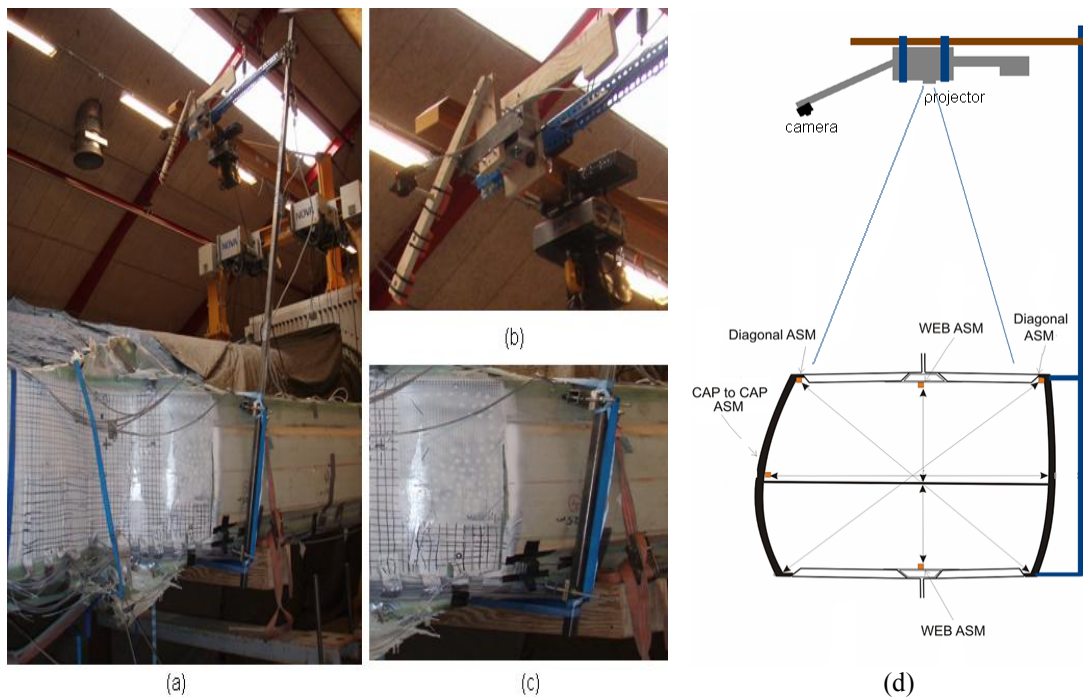 NOVA
NOVA
(a)
(b)
(c)
projector
camera
Diagonal ASM
WEB ASM
Diagonal
ASM
CAP to CAP
ASM
WEB ASM
(d)